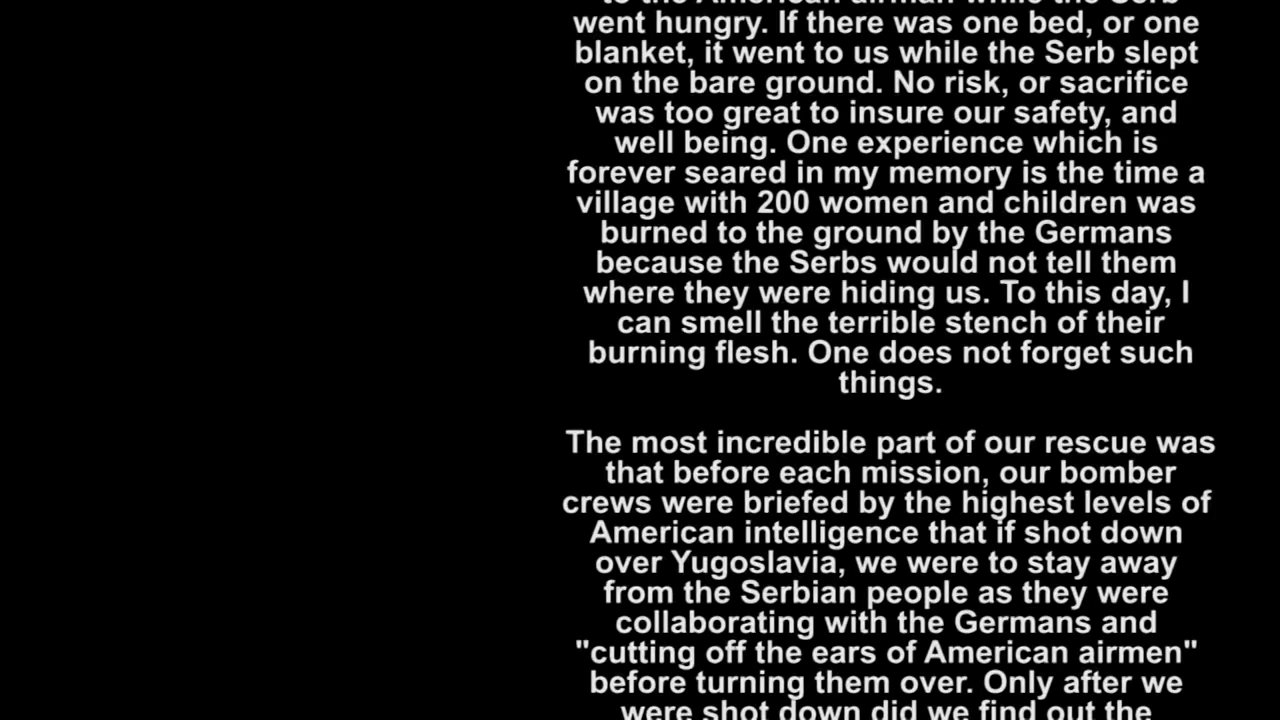 to the American airman while the Serb
went hungry. If there was one bed, or one
blanket, it went to us while the Serb slept
on the bare ground. No risk, or sacrifice
was too great to insure our safety, and
well being. One experience which is
forever seared in my memory is the time a
village with 200 women and children was
burned to the ground by the Germans
because the Serbs would not tell them
where they were hiding us. To this day, I
can smell the terrible stench of their
burning flesh. One does not forget such
things.
The most incredible part of our rescue was
that before each mission, our bomber
crews were briefed by the highest levels of
American intelligence that if shot down
over Yugoslavia, we were to stay away
from the Serbian people as they were
collaborating with the Germans and
"cutting off the ears of American airmen"
before turning them over. Only after we
were shot down did we find out the